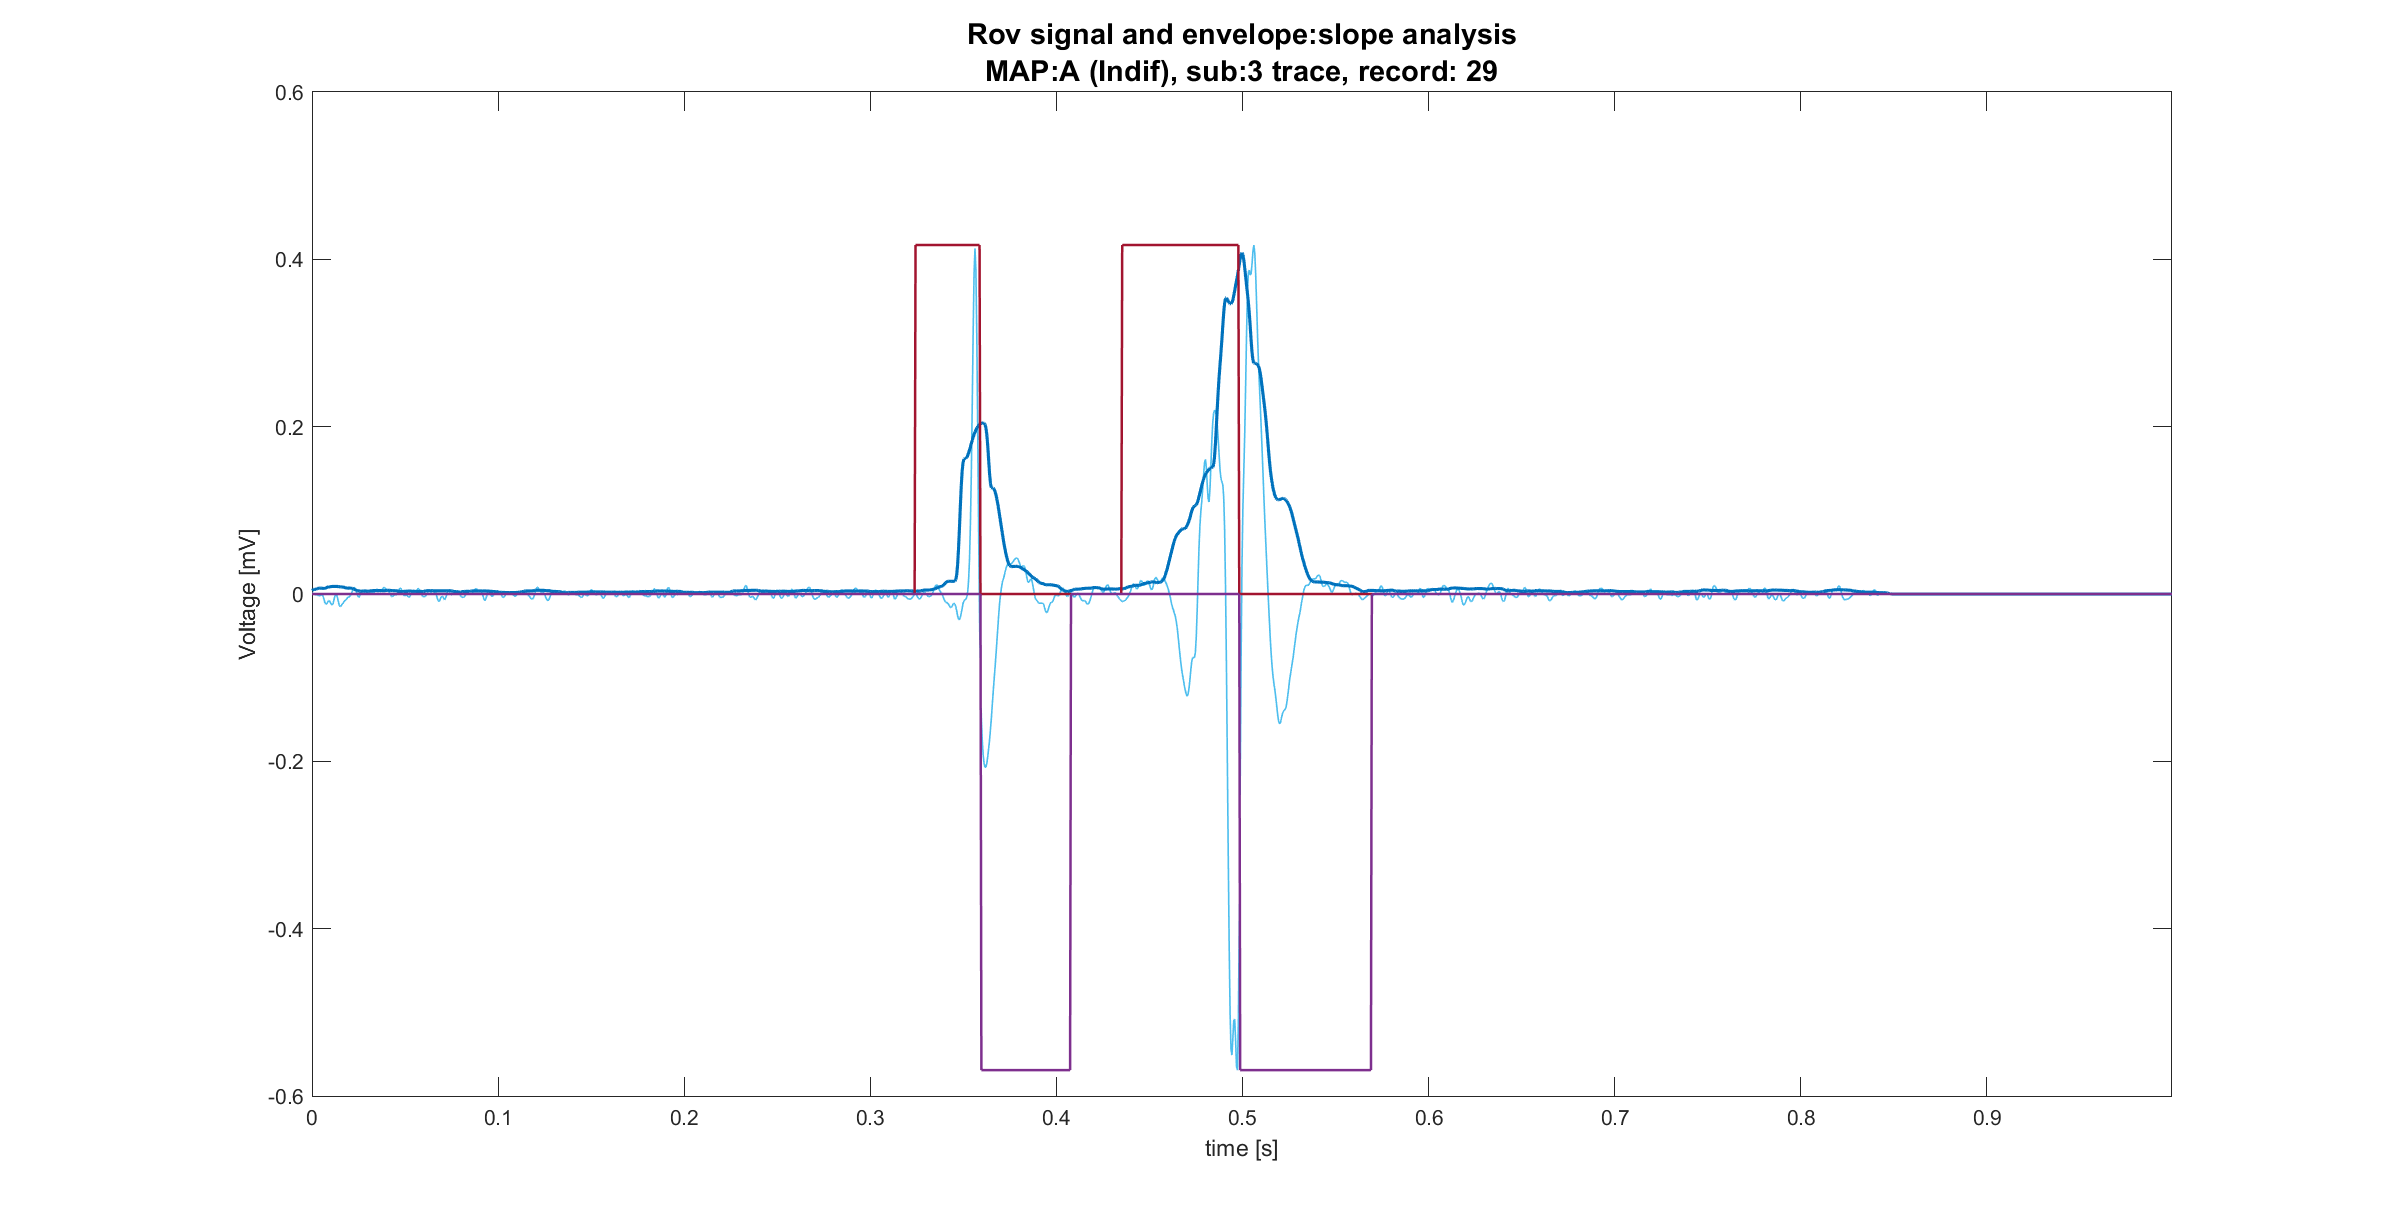 Rov signal and envelope:slope analysis
MAP:A (Indif), sub:3 trace, record: 29
0.6
0.4
0.2
0
-0.2
-0.4
-0.6
Voltage [mV]
0 0.1 0.2 0.3 0.4 0.5 0.6 0.7 0.8 0.9
time [s]